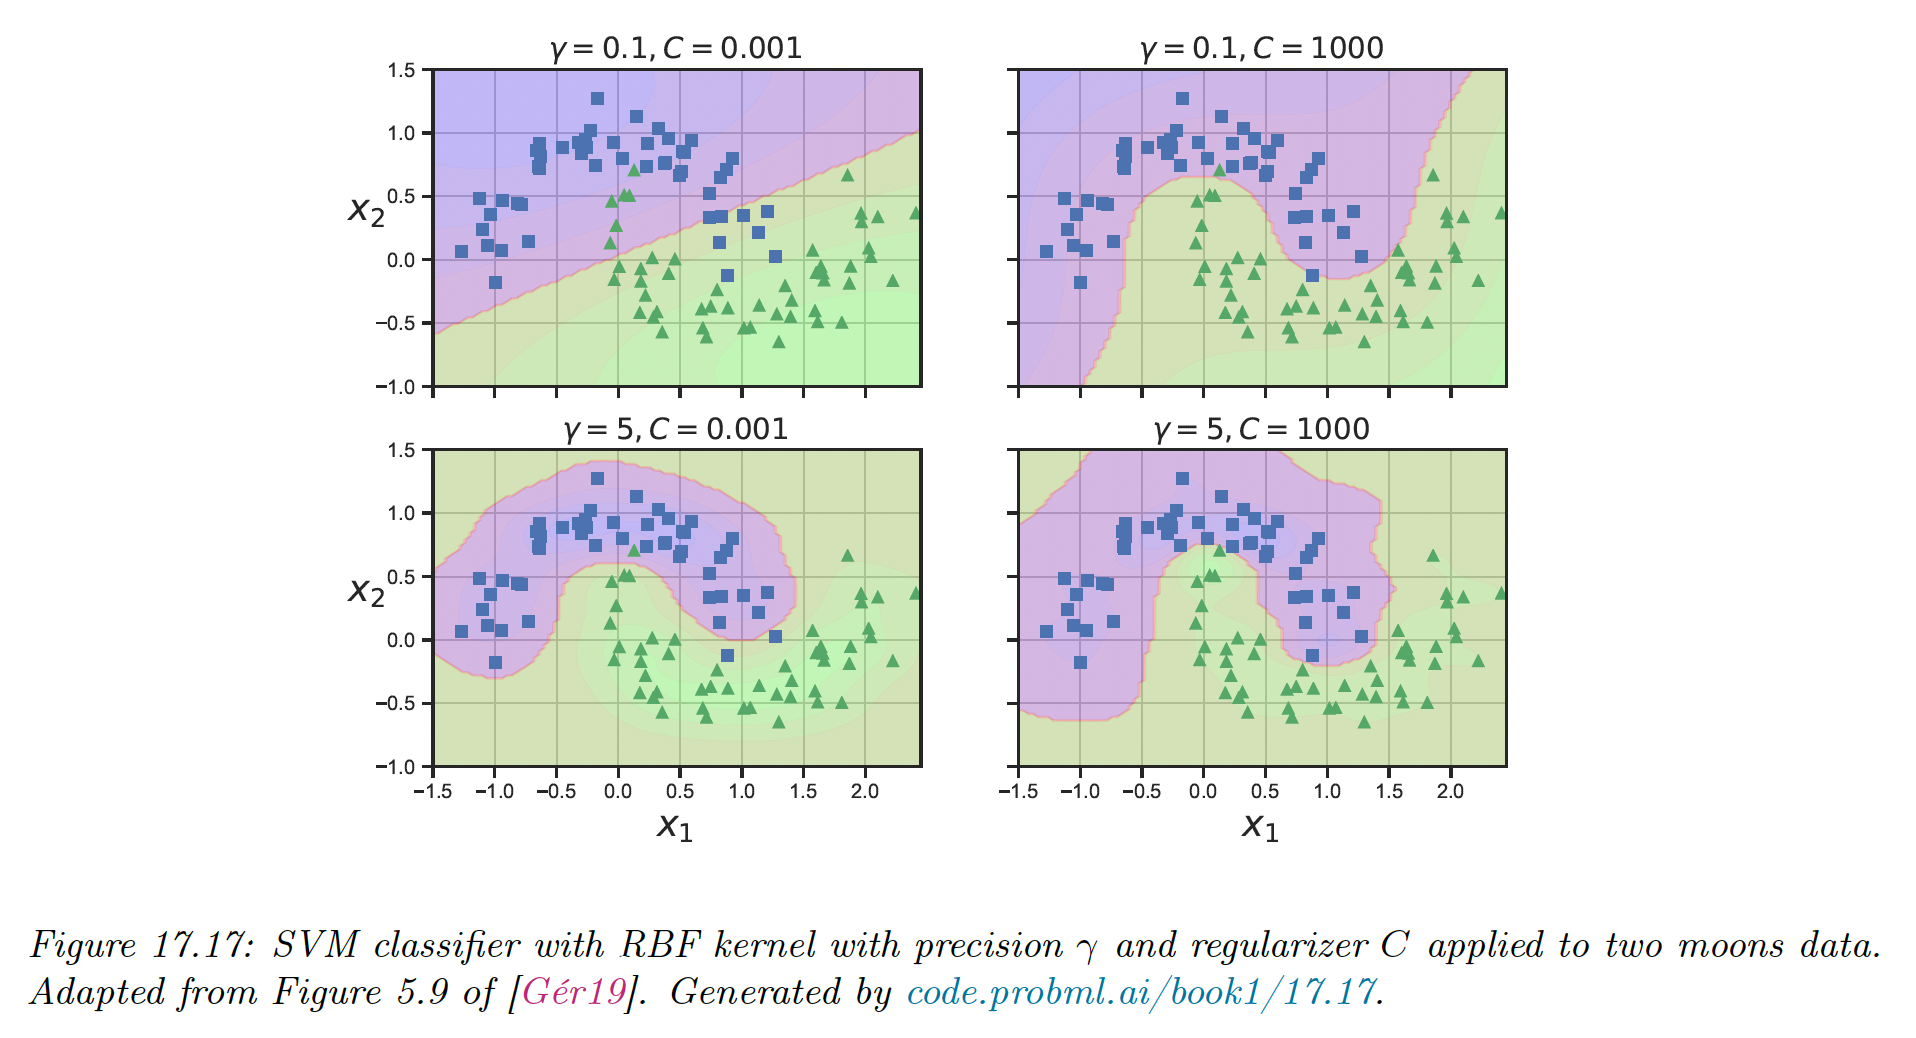 γ = 0.1, C = 0.001
γ = 0.1, C = 1000
1.5
1.0
0.5
0.0
−0.5
−1.0
x₂
γ = 5, C = 0.001
γ = 5, C = 1000
1.5
1.0
0.5
0.0
−0.5
−1.0
x₂
−1.5 −1.0 −0.5 0.0 0.5 1.0 1.5 2.0
−1.5 −1.0 −0.5 0.0 0.5 1.0 1.5 2.0
x₁
x₁
Figure 17.17: SVM classifier with RBF kernel with precision γ and regularizer C applied to two moons data.
Adapted from Figure 5.9 of [Gér19]. Generated by code.probml.ai/book1/17.17.